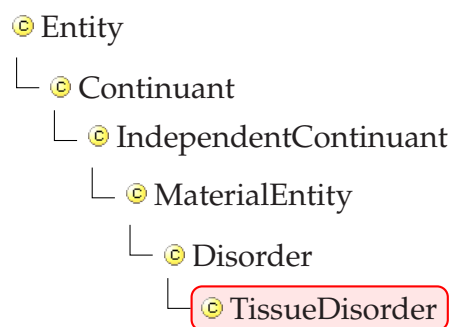 Entity
Continuant
IndependentContinuant
MaterialEntity
Disorder
TissueDisorder